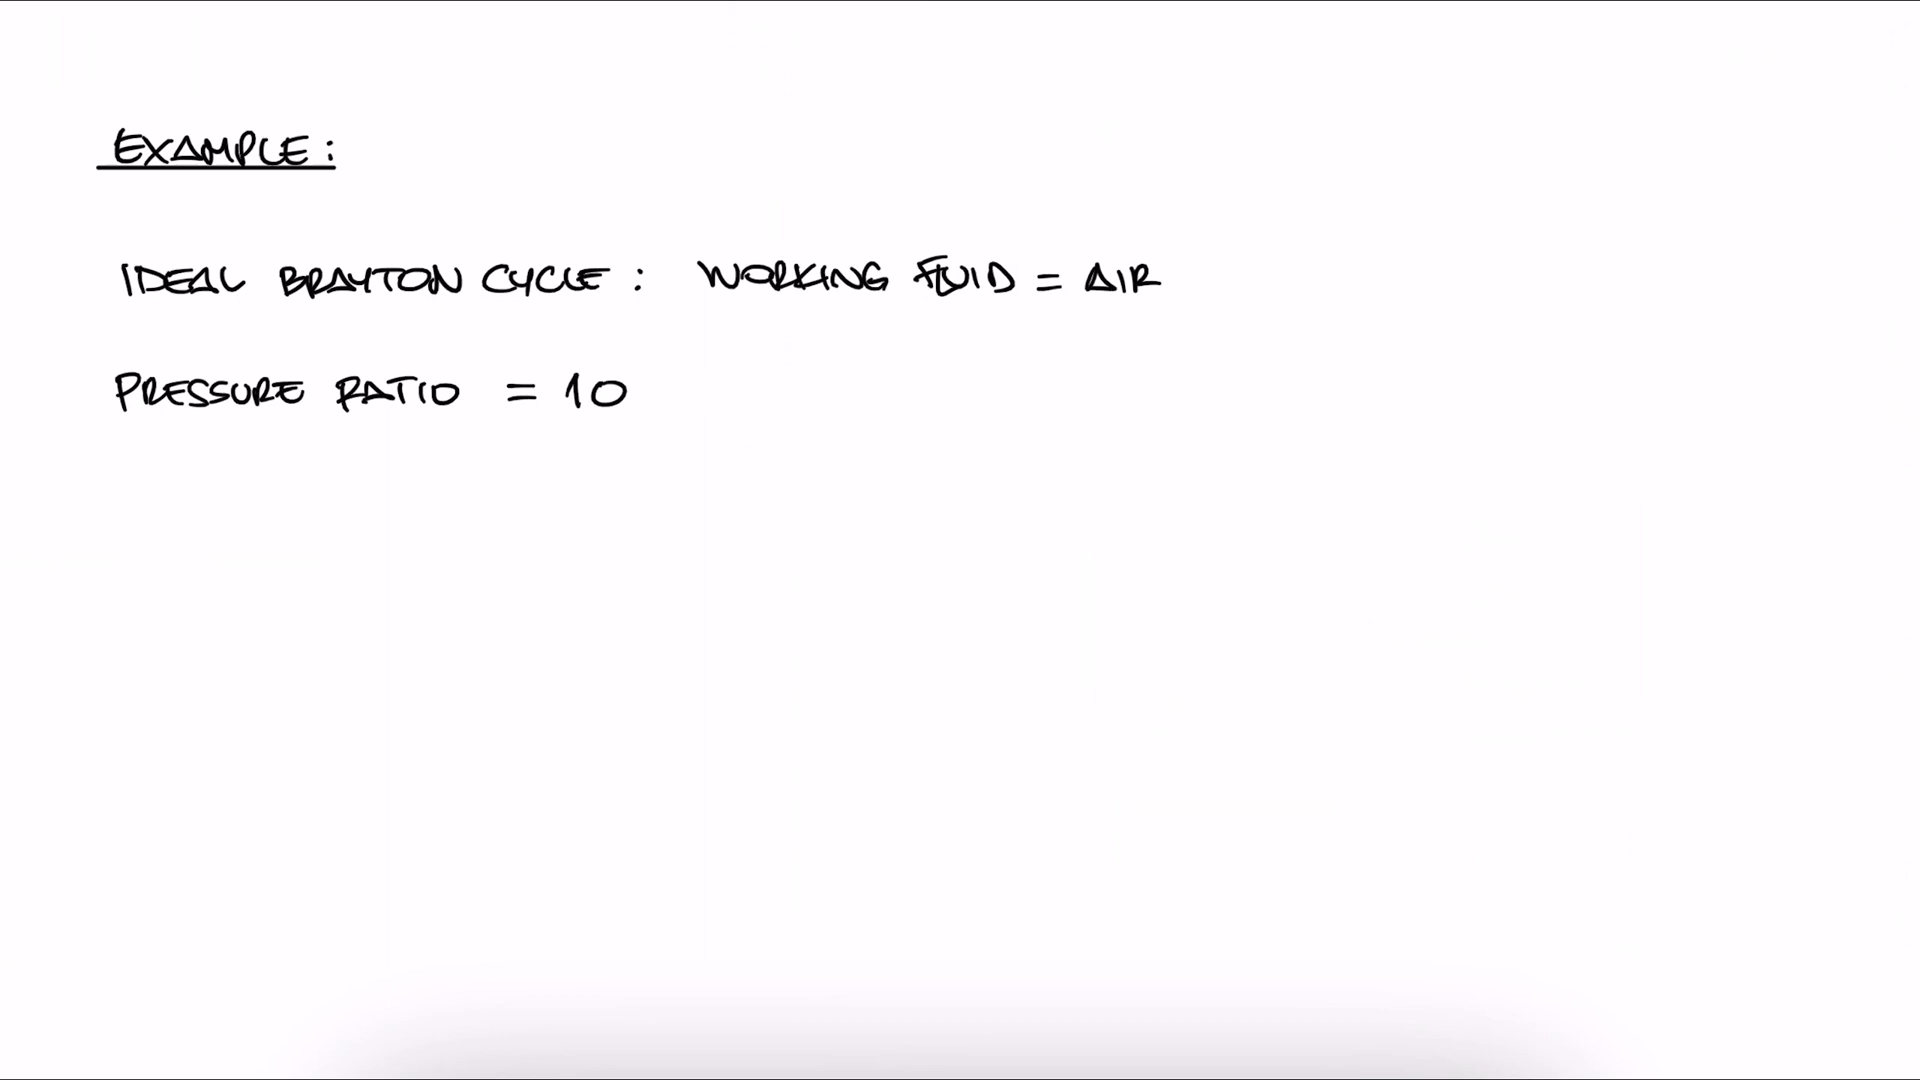 EXAMPLE:
IDEAL BRAYTON CYCLE: WORKING FLUID = AIR
PRESSURE RATIO = 10